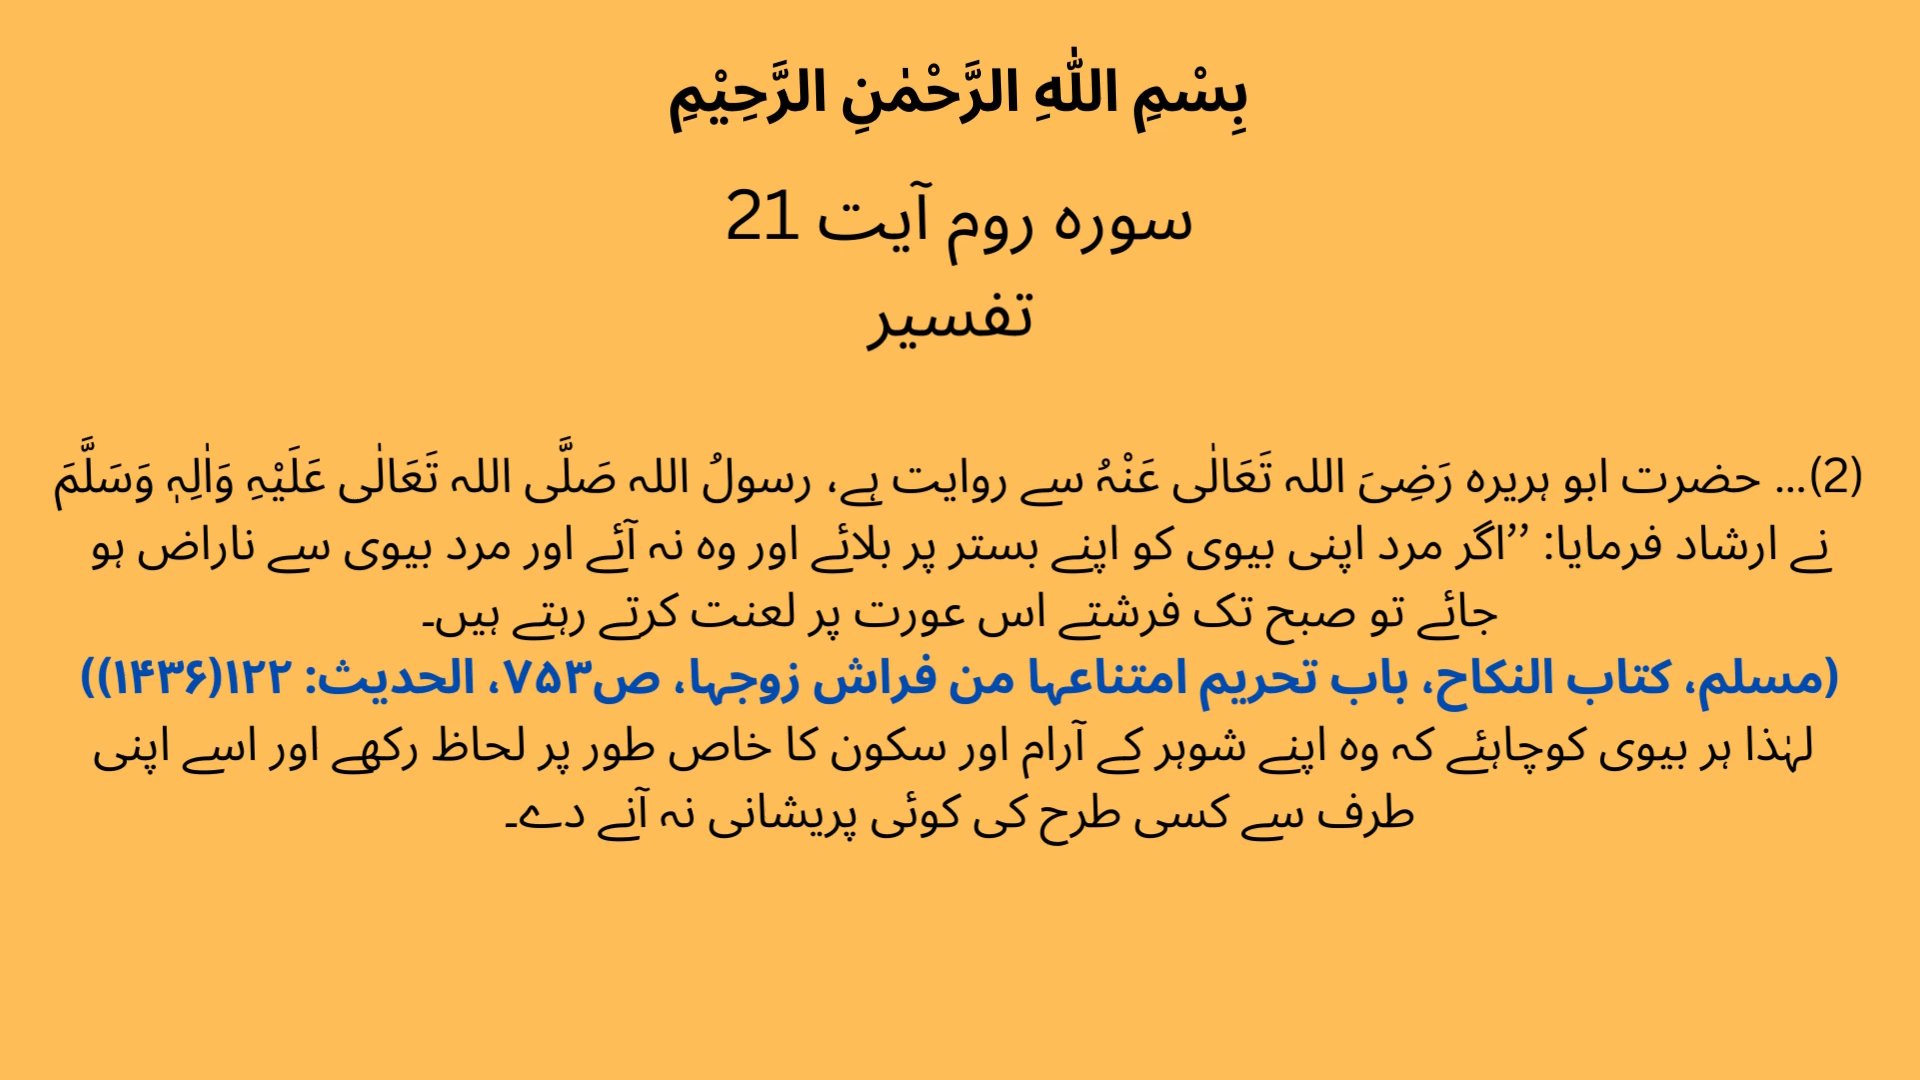 بِسْمِ اللّٰهِ الرَّحْمٰنِ الرَّحِیْمِ
سورہ روم آیت 21
تفسیر
(2)... حضرت ابو ہریرہ رَضِیَ اللہ تَعَالٰی عَنْہُ سے روایت ہے، رسولُ اللہ صَلَّی اللہ تَعَالٰی عَلَیْہِ وَاٰلِہٖ وَسَلَّمَ
نے ارشاد فرمایا: ’’اگر مرد اپنی بیوی کو اپنے بستر پر بلائے اور وہ نہ آئے اور مرد بیوی سے ناراض ہو
جائے تو صبح تک فرشتے اس عورت پر لعنت کرتے رہتے ہیں۔
(مسلم، کتاب النکاح، باب تحریم امتناعہا من فراش زوجہا، ص۷۵۳، الحدیث: ۱۲۲(۱۴۳۶))
لہٰذا ہر بیوی کوچاہئے کہ وہ اپنے شوہر کے آرام اور سکون کا خاص طور پر لحاظ رکھے اور اسے اپنی
طرف سے کسی طرح کی کوئی پریشانی نہ آنے دے۔